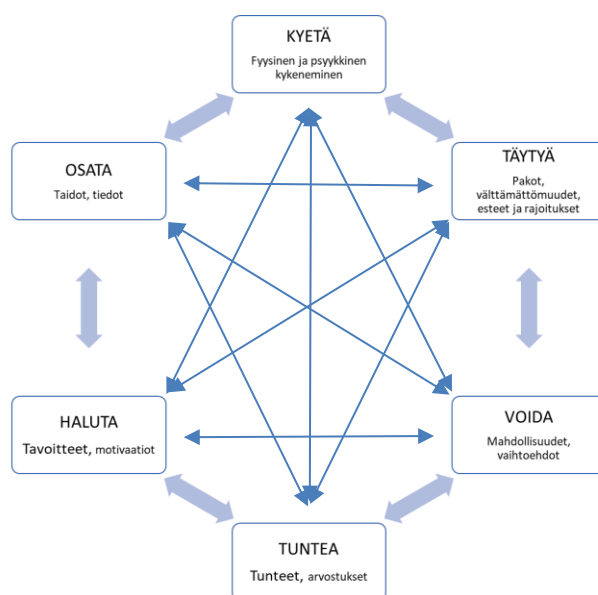 KYETÄ
Fyysinen ja psyykkinen
kykeneminen
OSATA
Taidot, tiedot
TÄYTYÄ
Pakot,
välttämättömuudet,
esteet ja rajoitukset
HALUTA
Tavoitteet, motivaatiot
VOIDA
Mahdollisuudet,
vaihtoehdot
TUNTEA
Tunteet, arvostukset